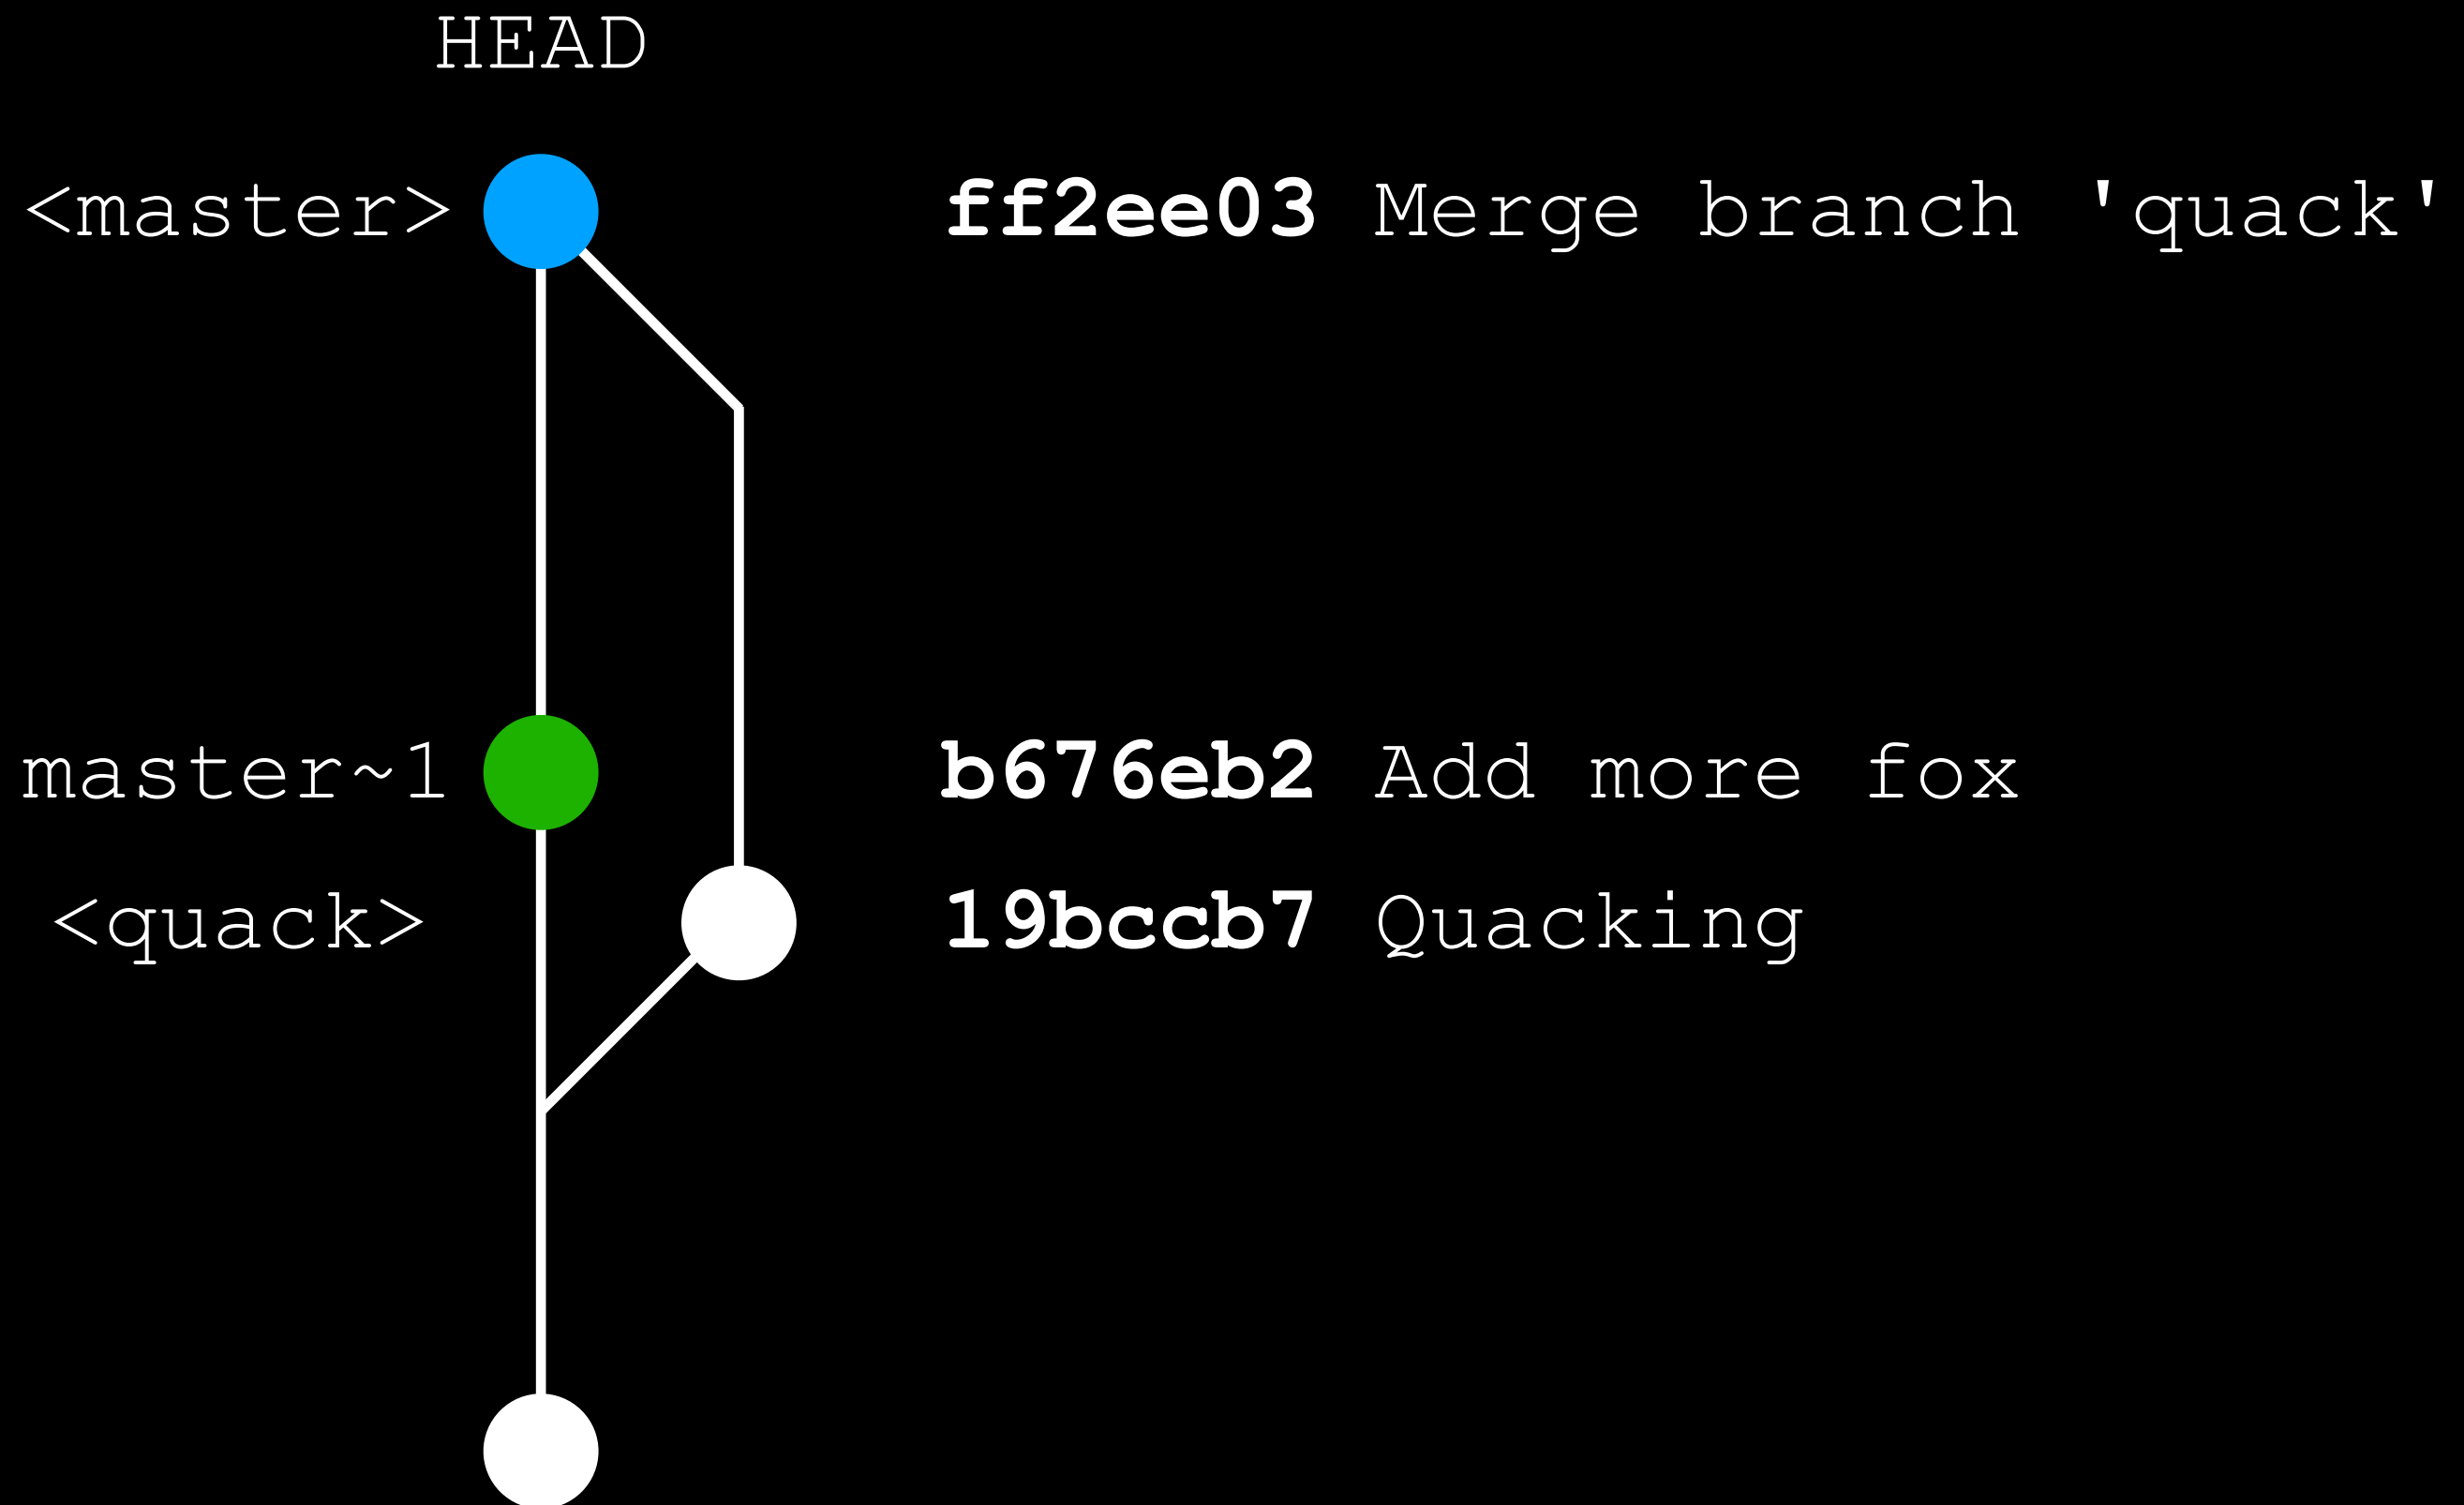 HEAD
<master> ff2ee03 Merge branch 'quack'
master~1 b676eb2 Add more fox
<quack> 19bccb7 Quacking